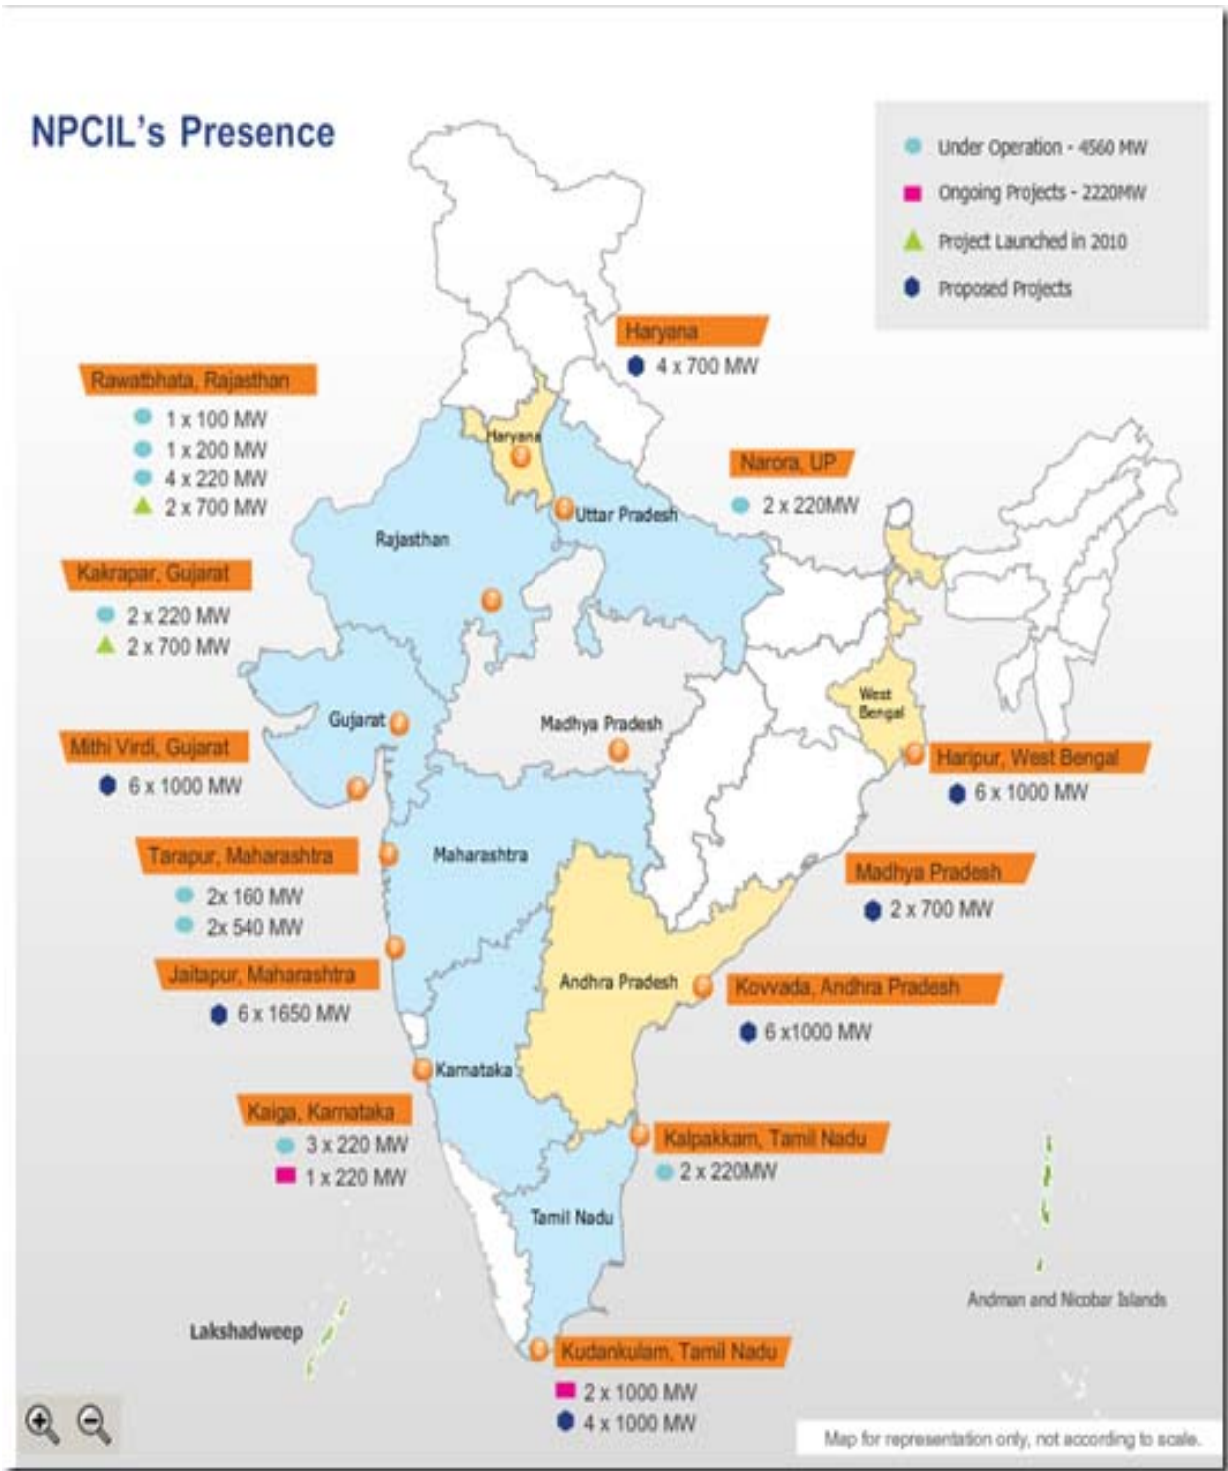 NPCIL's Presence
Under Operation - 4560 MW
Ongoing Projects - 2220MW
Project Launched in 2010
Proposed Projects
Haryana
4 x 700 MW
Rawatbhata, Rajasthan
1 x 100 MW
1 x 200 MW
4 x 220 MW
2 x 700 MW
Haryana
Narora, UP
2 x 220MW
Uttar Pradesh
Rajasthan
Kakrapar, Gujarat
2 x 220 MW
2 x 700 MW
West
Bengal
Gujarat
Madhya Pradesh
Mithi Virdi, Gujarat
6 x 1000 MW
Haripur, West Bengal
6 x 1000 MW
Tarapur, Maharashtra
2x 160 MW
2x 540 MW
Maharashtra
Madhya Pradesh
2 x 700 MW
Jaitapur, Maharashtra
6 x 1650 MW
Andhra Pradesh
Kovvada, Andhra Pradesh
6 x1000 MW
Karnataka
Kaiga, Karnataka
3 x 220 MW
1 x 220 MW
Kalpakkam, Tamil Nadu
2 x 220MW
Tamil Nadu
Andman and Nicobar Islands
Lakshadweep
Kudankulam, Tamil Nadu
2 x 1000 MW
4 x 1000 MW
Map for representation only, not according to scale.